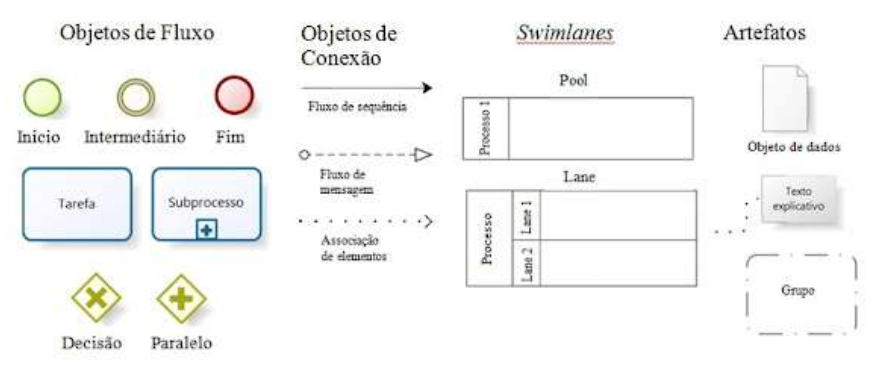 Objetos de Fluxo
Início
Intermediário
Fim
Tarefa
Subprocesso
Decisão
Paralelo
Objetos de
Conexão
Fluxo de sequência
Fluxo de
mensagem
Associação
de elementos
Swimlanes
Pool
Processo 1
Lane
Processo
Lane 1
Lane 2
Artefatos
Objeto de dados
Texto
explicativo
Grupo